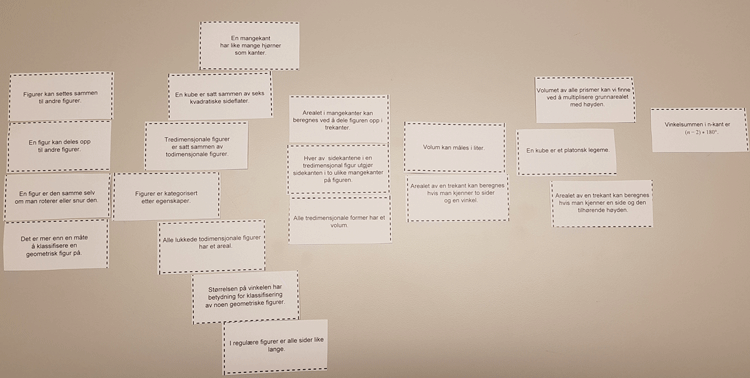 En mangekant
har like mange hjørner
som kanter.
Figurer kan settes sammen
til andre figurer.
En figur kan deles opp
til andre figurer.
En figur er den samme selv
om man roterer eller snur den.
Det er mer enn en måte
å klassifisere en
geometrisk figur på.
En kube er satt sammen av seks
kvadratiske sideflater.
Tredimensjonale figurer
er satt sammen av
todimensjonale figurer.
Figurer er kategorisert
etter egenskaper.
Alle lukkede todimensjonale figurer
har et areal.
Størrelsen på vinkelen har
betydning for klassifisering
av noen geometriske figurer.
I regulære figurer er alle sider like
lange.
Arealet av mangekanter kan
beregnes ved å dele figuren opp i
trekanter.
Hver av sidekantene i en
tredimensjonal figur utgjør
sidekanten i to ulike mangekanter
på figuren.
Alle tredimensjonale former har et
volum.
Volum kan måles i liter.
Arealet av en trekant kan beregnes
hvis man kjenner to sider
og en vinkel.
Volumet av alle prismer kan vi finne
ved å multiplisere grunnarealet
med høyden.
En kube er et platonsk legeme.
Arealet av en trekant kan beregnes
hvis man kjenner en side og den
tilhørende høyden.
Vinkelsummen i n-kant er
(n − 2) * 180°.